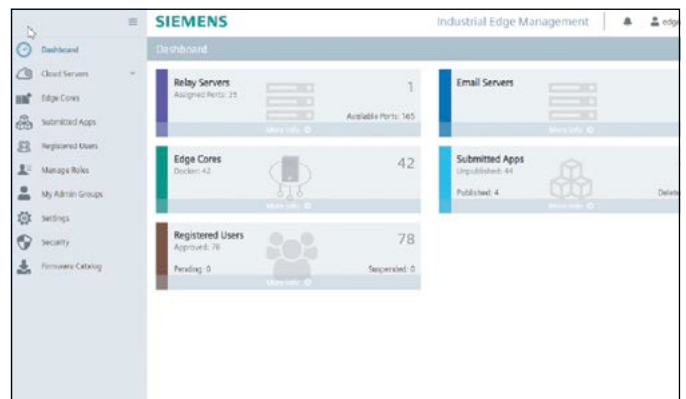 SIEMENS
Industrial Edge Management
edge
Dashboard
Dashboard
Cloud Servers
Edge Cores
Submitted Apps
Registered Users
Manage Roles
My Admin Groups
Settings
Security
Firmware Catalog
Relay Servers
1
Assigned Ports: 25
Available Ports: 165
More Info
Email Servers
More Info
Edge Cores
42
Docker: 42
More Info
Submitted Apps
Unpublished: 44
Published: 4
Delete
More Info
Registered Users
78
Approved: 78
Pending: 0
Suspended: 0
More Info